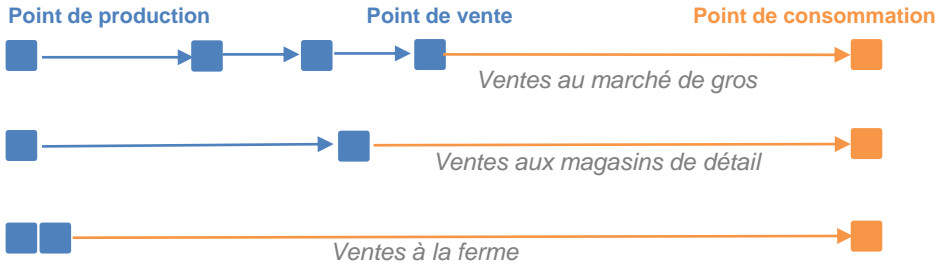 Point de production Point de vente Point de consommation
Ventes au marché de gros
Ventes aux magasins de détail
Ventes à la ferme